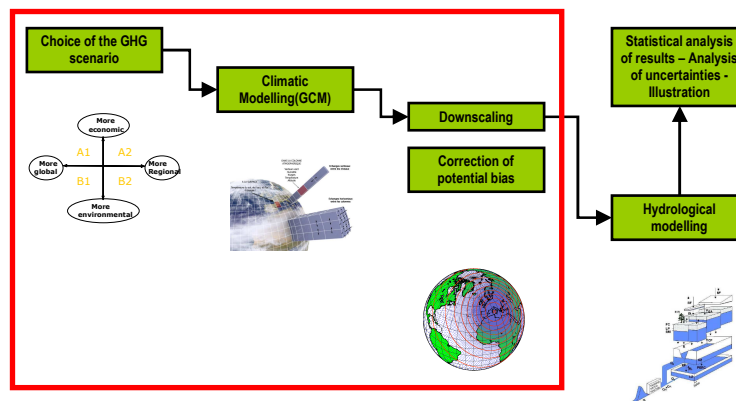 Choice of the GHG
scenario
Climatic
Modelling(GCM)
Downscaling
Correction of
potential bias
Statistical analysis
of results – Analysis
of uncertainties -
Illustration
Hydrological
modelling
More
economic
A1 A2
More
global
More
Regional
B1 B2
More
environmental